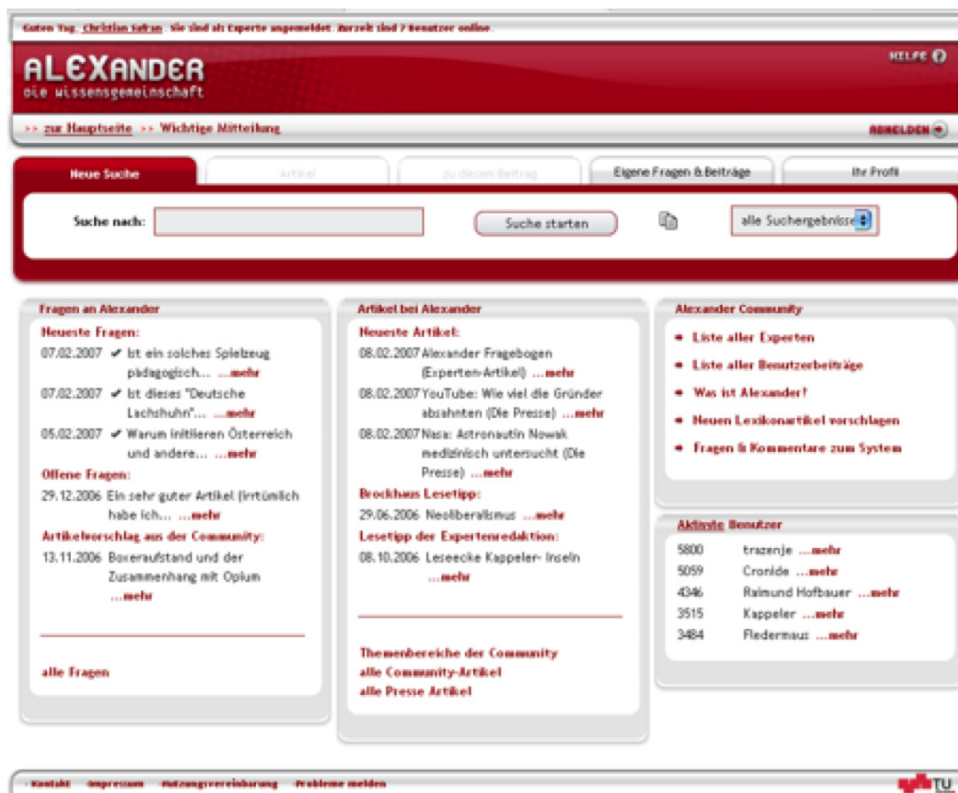 Guten Tag, Christian Safran. Sie sind als Experte angemeldet. Zurzeit sind 7 Benutzer online.
HILFE ?
ALEXANDER
Die Wissensgemeinschaft
>> zur Hauptseite >> Wichtige Mitteilung
ABMELDEN
Neue Suche
Artikel
zu diesen Beitrag
Eigene Fragen & Beiträge
Ihr Profil
Suche nach:
Suche starten
alle Suchergebnisse
Fragen an Alexander
Neueste Fragen:
07.02.2007 ✔ Ist ein solches Spielzeug
pädagogisch... ...mehr
07.02.2007 ✔ Ist dieses "Deutsche
Lachshuhn"... ...mehr
05.02.2007 ✔ Warum initiieren Österreich
und andere... ...mehr
Offene Fragen:
29.12.2006 Ein sehr guter Artikel (irrtümlich
habe ich... ...mehr
Artikelvorschlag aus der Community:
13.11.2006 Boxeraufstand und der
Zusammenhang mit Opium
...mehr
alle Fragen
Artikel bei Alexander
Neueste Artikel:
08.02.2007 Alexander Fragebogen
(Experten-Artikel) ...mehr
08.02.2007 YouTube: Wie viel die Gründer
absahnten (Die Presse) ...mehr
08.02.2007 Nasa: Astronautin Nowak
medizinisch untersucht (Die
Presse) ...mehr
Brockhaus Lesetipp:
29.06.2006 Neoliberalismus ...mehr
Lesetipp der Expertenredaktion:
08.10.2006 Leseecke Kappeler- Inseln
...mehr
Themenbereiche der Community
alle Community-Artikel
alle Presse Artikel
Alexander Community
Liste aller Experten
Liste aller Benutzerbeiträge
Was ist Alexander?
Neuen Lexikonartikel vorschlagen
Fragen & Kommentare zum System
Aktivste Benutzer
5800 trazenje ...mehr
5059 Cronide ...mehr
4346 Raimund Hofbauer ...mehr
3515 Kappeler ...mehr
3484 Fledermaus ...mehr
Kontakt Impressum Nutzungsvereinbarung Probleme melden
TU